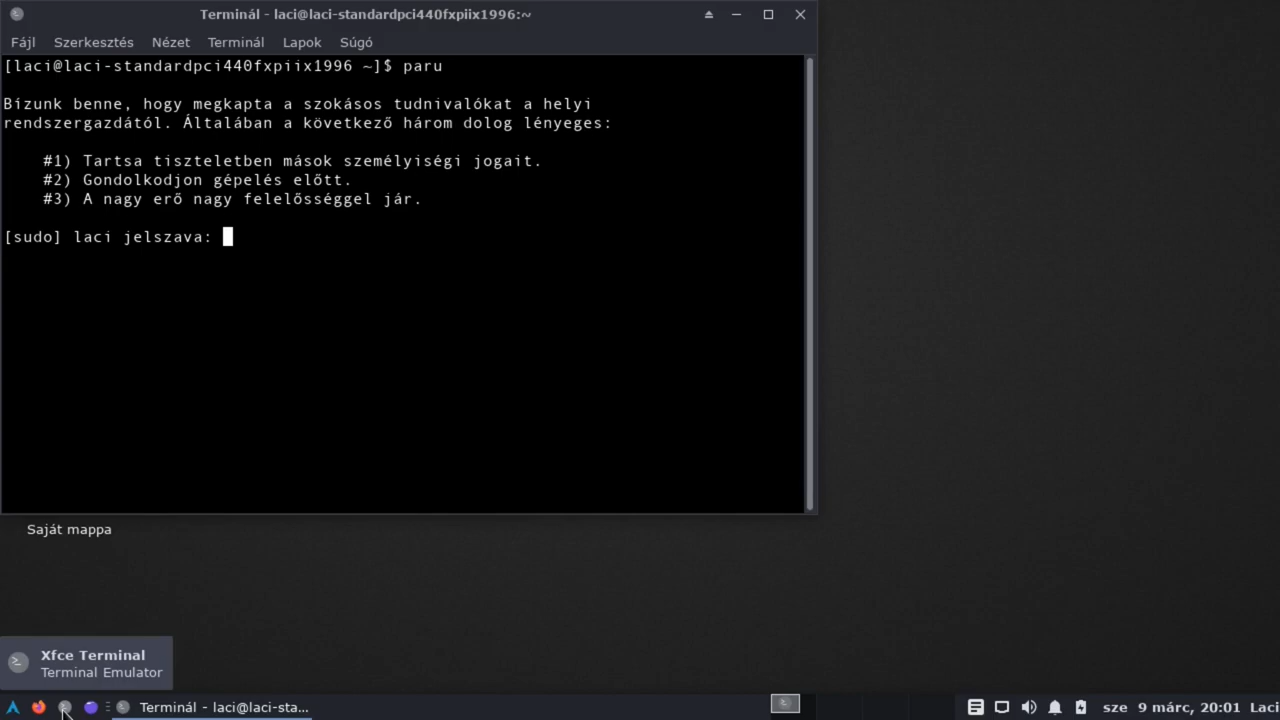 Terminál - laci@laci-standardpci440fxpiix1996:~
Fájl Szerkesztés Nézet Terminál Lapok Súgó
[laci@laci-standardpci440fxpiix1996 ~]$ paru
Bízunk benne, hogy megkapta a szokásos tudnivalókat a helyi
rendszergazdától. Általában a következő három dolog lényeges:
#1) Tartsa tiszteletben mások személyiségi jogait.
#2) Gondolkodjon gépelés előtt.
#3) A nagy erő nagy felelősséggel jár.
[sudo] laci jelszava:
Saját mappa
Xfce Terminal
Terminal Emulator
Terminál - laci@laci-sta...
sze 9 márc, 20:01 Laci